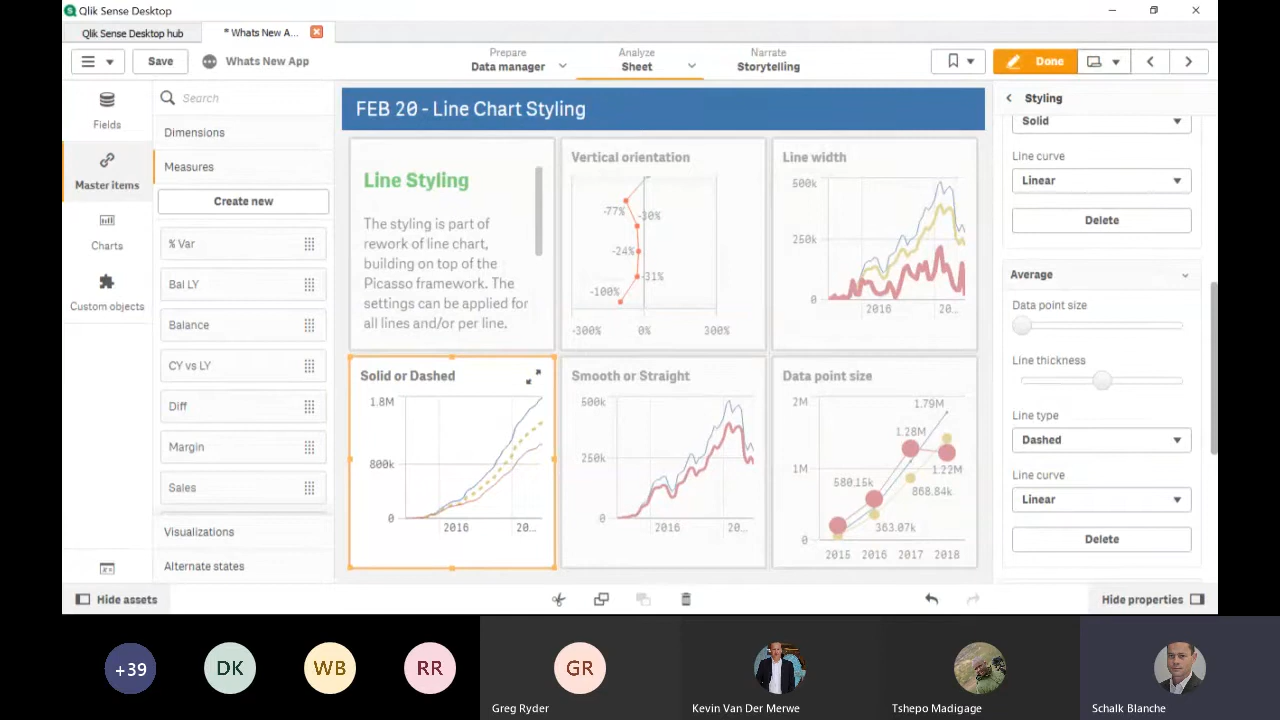 Qlik Sense Desktop
Qlik Sense Desktop hub
* Whats New A...
Save
Whats New App
Prepare
Data manager
Analyze
Sheet
Narrate
Storytelling
Done
Fields
Master items
Charts
Custom objects
Search
Dimensions
Measures
Create new
% Var
Bal LY
Balance
CY vs LY
Diff
Margin
Sales
Visualizations
Alternate states
FEB 20 - Line Chart Styling
Line Styling
The styling is part of
rework of line chart,
building on top of the
Picasso framework. The
settings can be applied for
all lines and/or per line.
Vertical orientation
-77%
-30%
-24%
-31%
-100%
-300%
0%
300%
Line width
500k
250k
0
2016
20...
Solid or Dashed
1.8M
800k
0
2016
20...
Smooth or Straight
500k
250k
0
2016
20...
Data point size
2M
1M
0
1.79M
1.28M
1.22M
580.15k
868.84k
363.07k
2015
2016
2017
2018
Styling
Solid
Line curve
Linear
Delete
Average
Data point size
Line thickness
Line type
Dashed
Line curve
Linear
Delete
Hide assets
Hide properties
+39
DK
WB
RR
GR
Greg Ryder
Kevin Van Der Merwe
Tshepo Madigage
Schalk Blanche